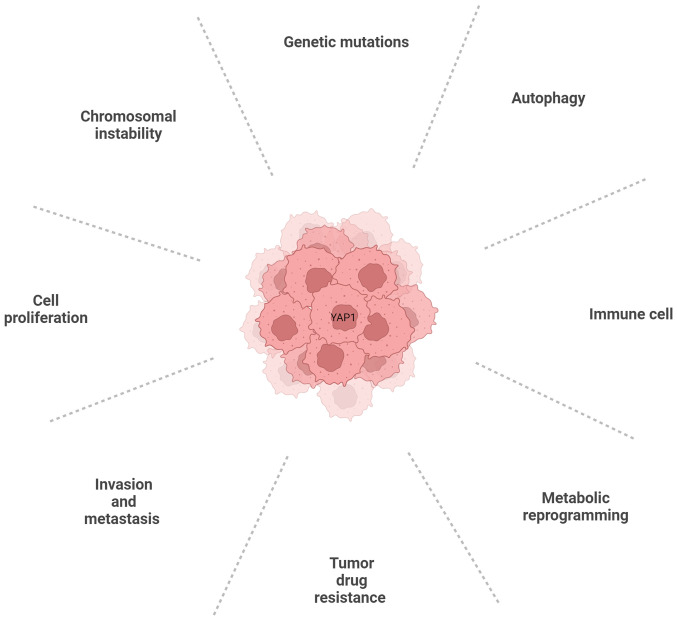 Genetic mutations
Autophagy
Chromosomal
instability
Cell
proliferation
YAP1
Immune cell
Invasion
and
metastasis
Metabolic
reprogramming
Tumor
drug
resistance